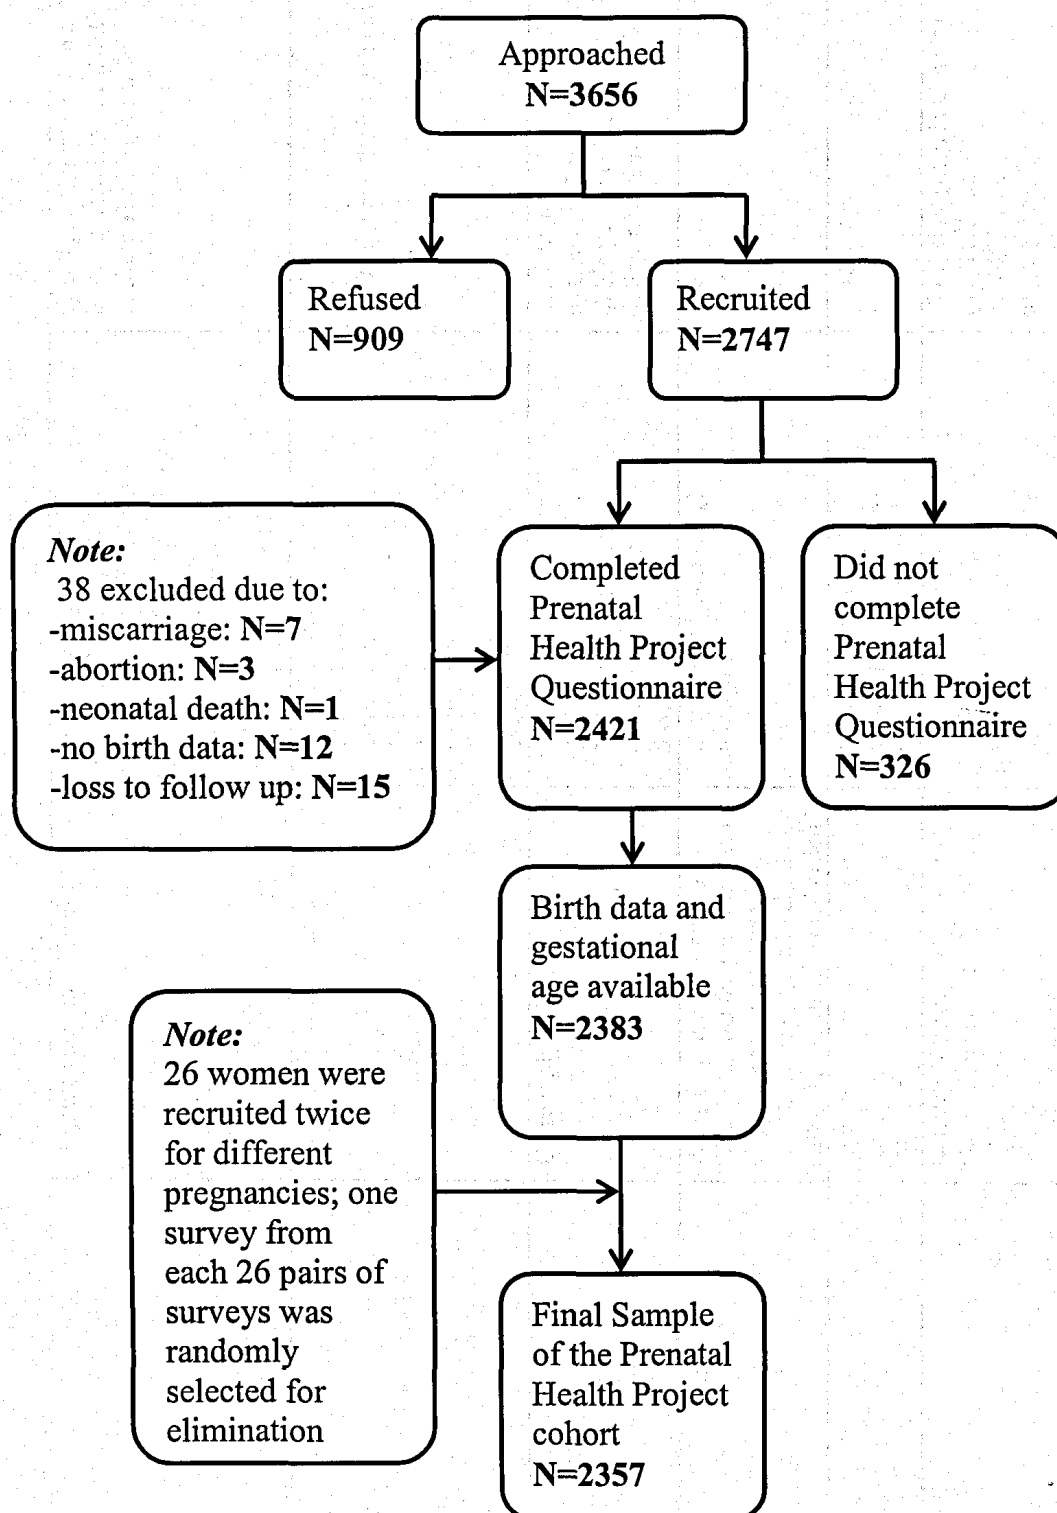 Approached
N=3656
Refused
N=909
Recruited
N=2747
Note:
38 excluded due to:
-miscarriage: N=7
-abortion: N=3
-neonatal death: N=1
-no birth data: N=12
-loss to follow up: N=15
Completed
Prenatal
Health Project
Questionnaire
N=2421
Did not
complete
Prenatal
Health Project
Questionnaire
N=326
Birth data and
gestational
age available
N=2383
Note:
26 women were
recruited twice
for different
pregnancies; one
survey from
each 26 pairs of
surveys was
randomly
selected for
elimination
Final Sample
of the Prenatal
Health Project
cohort
N=2357